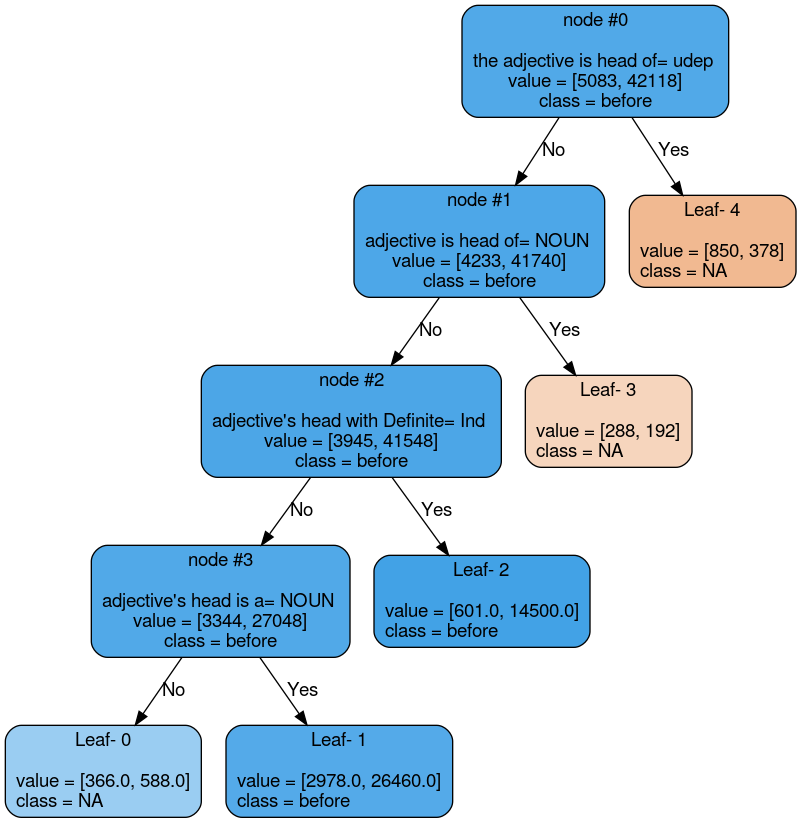 node #0
the adjective is head of= udep
value = [5083, 42118]
class = before
No
Yes
node #1
adjective is head of= NOUN
value = [4233, 41740]
class = before
Leaf- 4
value = [850, 378]
class = NA
No
Yes
node #2
adjective's head with Definite= Ind
value = [3945, 41548]
class = before
Leaf- 3
value = [288, 192]
class = NA
No
Yes
node #3
adjective's head is a= NOUN
value = [3344, 27048]
class = before
Leaf- 2
value = [601.0, 14500.0]
class = before
No
Yes
Leaf- 0
value = [366.0, 588.0]
class = NA
Leaf- 1
value = [2978.0, 26460.0]
class = before